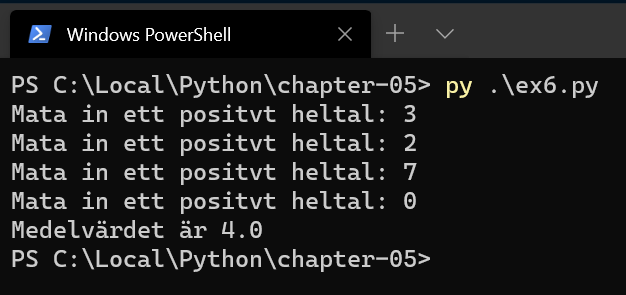 Windows PowerShell
PS C:\Local\Python\chapter-05> py .\ex6.py
Mata in ett positvt heltal: 3
Mata in ett positvt heltal: 2
Mata in ett positvt heltal: 7
Mata in ett positvt heltal: 0
Medelvärdet är 4.0
PS C:\Local\Python\chapter-05>